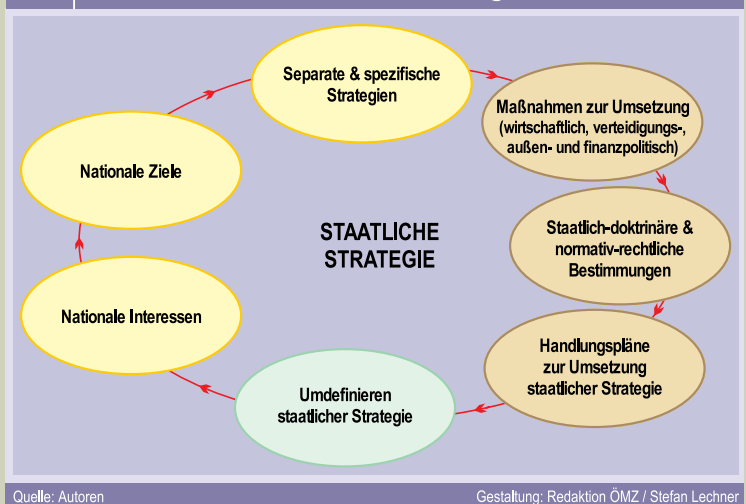 Separate & spezifische
Strategien
Maßnahmen zur Umsetzung
(wirtschaftlich, verteidigungs-,
außen- und finanzpolitisch)
Nationale Ziele
STAATLICHE
STRATEGIE
Staatlich-doktrinäre &
normativ-rechtliche
Bestimmungen
Nationale Interessen
Handlungspläne
zur Umsetzung
staatlicher Strategie
Umdefinieren
staatlicher Strategie
Quelle: Autoren
Gestaltung: Redaktion ÖMZ / Stefan Lechner